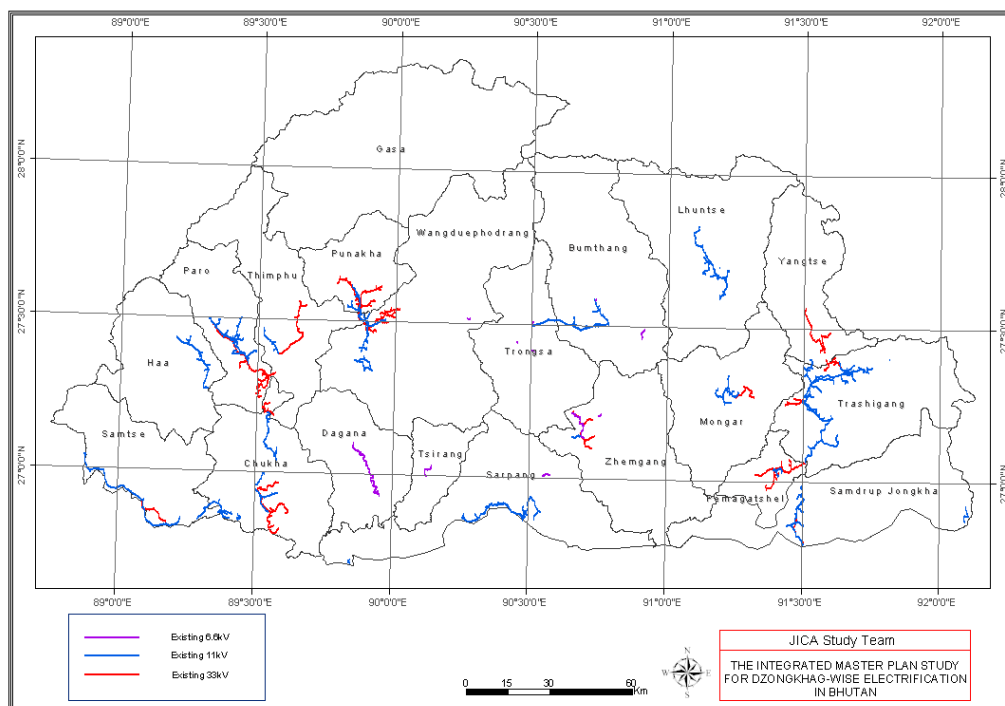 89°0'0"E 89°30'0"E 90°0'0"E 90°30'0"E 91°0'0"E 91°30'0"E 92°0'0"E
Gasa
28°0'0"N
28°0'0"N
Lhuntse
Wangduephodrang
Bumthang
Punakha
Yangtse
Paro
Thimphu
27°30'0"N
Trongsa
Haa
Trashigang
Mongar
Samtse
Dagana
Tsirang
Chukha
Zhemgang
27°0'0"N
Sarpang
Samdrup Jongkha
Pemagatshel
89°0'0"E 89°30'0"E 90°0'0"E 90°30'0"E 91°0'0"E 91°30'0"E 92°0'0"E
Existing 6.6kV
Existing 11kV
Existing 33kV
0 15 30 60
Km
N
W E
S
JICA Study Team
THE INTEGRATED MASTER PLAN STUDY
FOR DZONGKHAG-WISE ELECTRIFICATION
IN BHUTAN